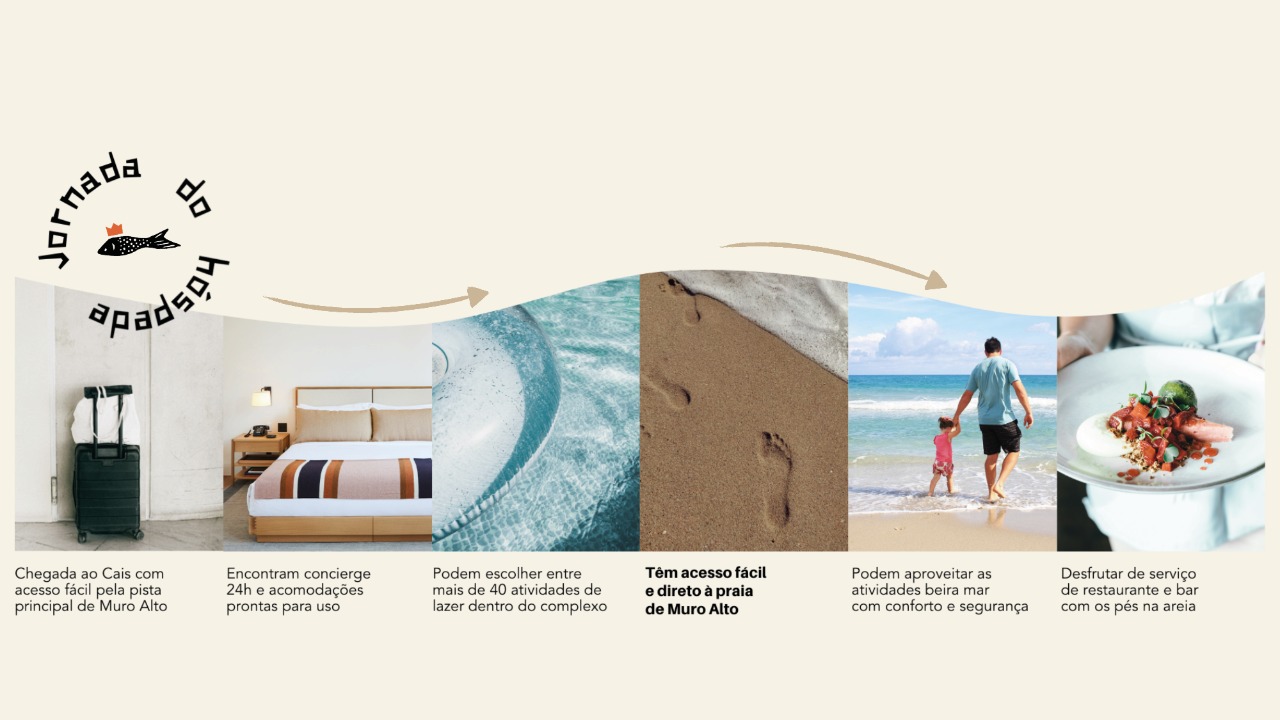 Jornada do hóspada
Chegada ao Cais com
acesso fácil pela pista
principal de Muro Alto
Encontram concierge
24h e acomodações
prontas para uso
Podem escolher entre
mais de 40 atividades de
lazer dentro do complexo
Têm acesso fácil
e direto à praia
de Muro Alto
Podem aproveitar as
atividades beira mar
com conforto e segurança
Desfrutar de serviço
de restaurante e bar
com os pés na areia